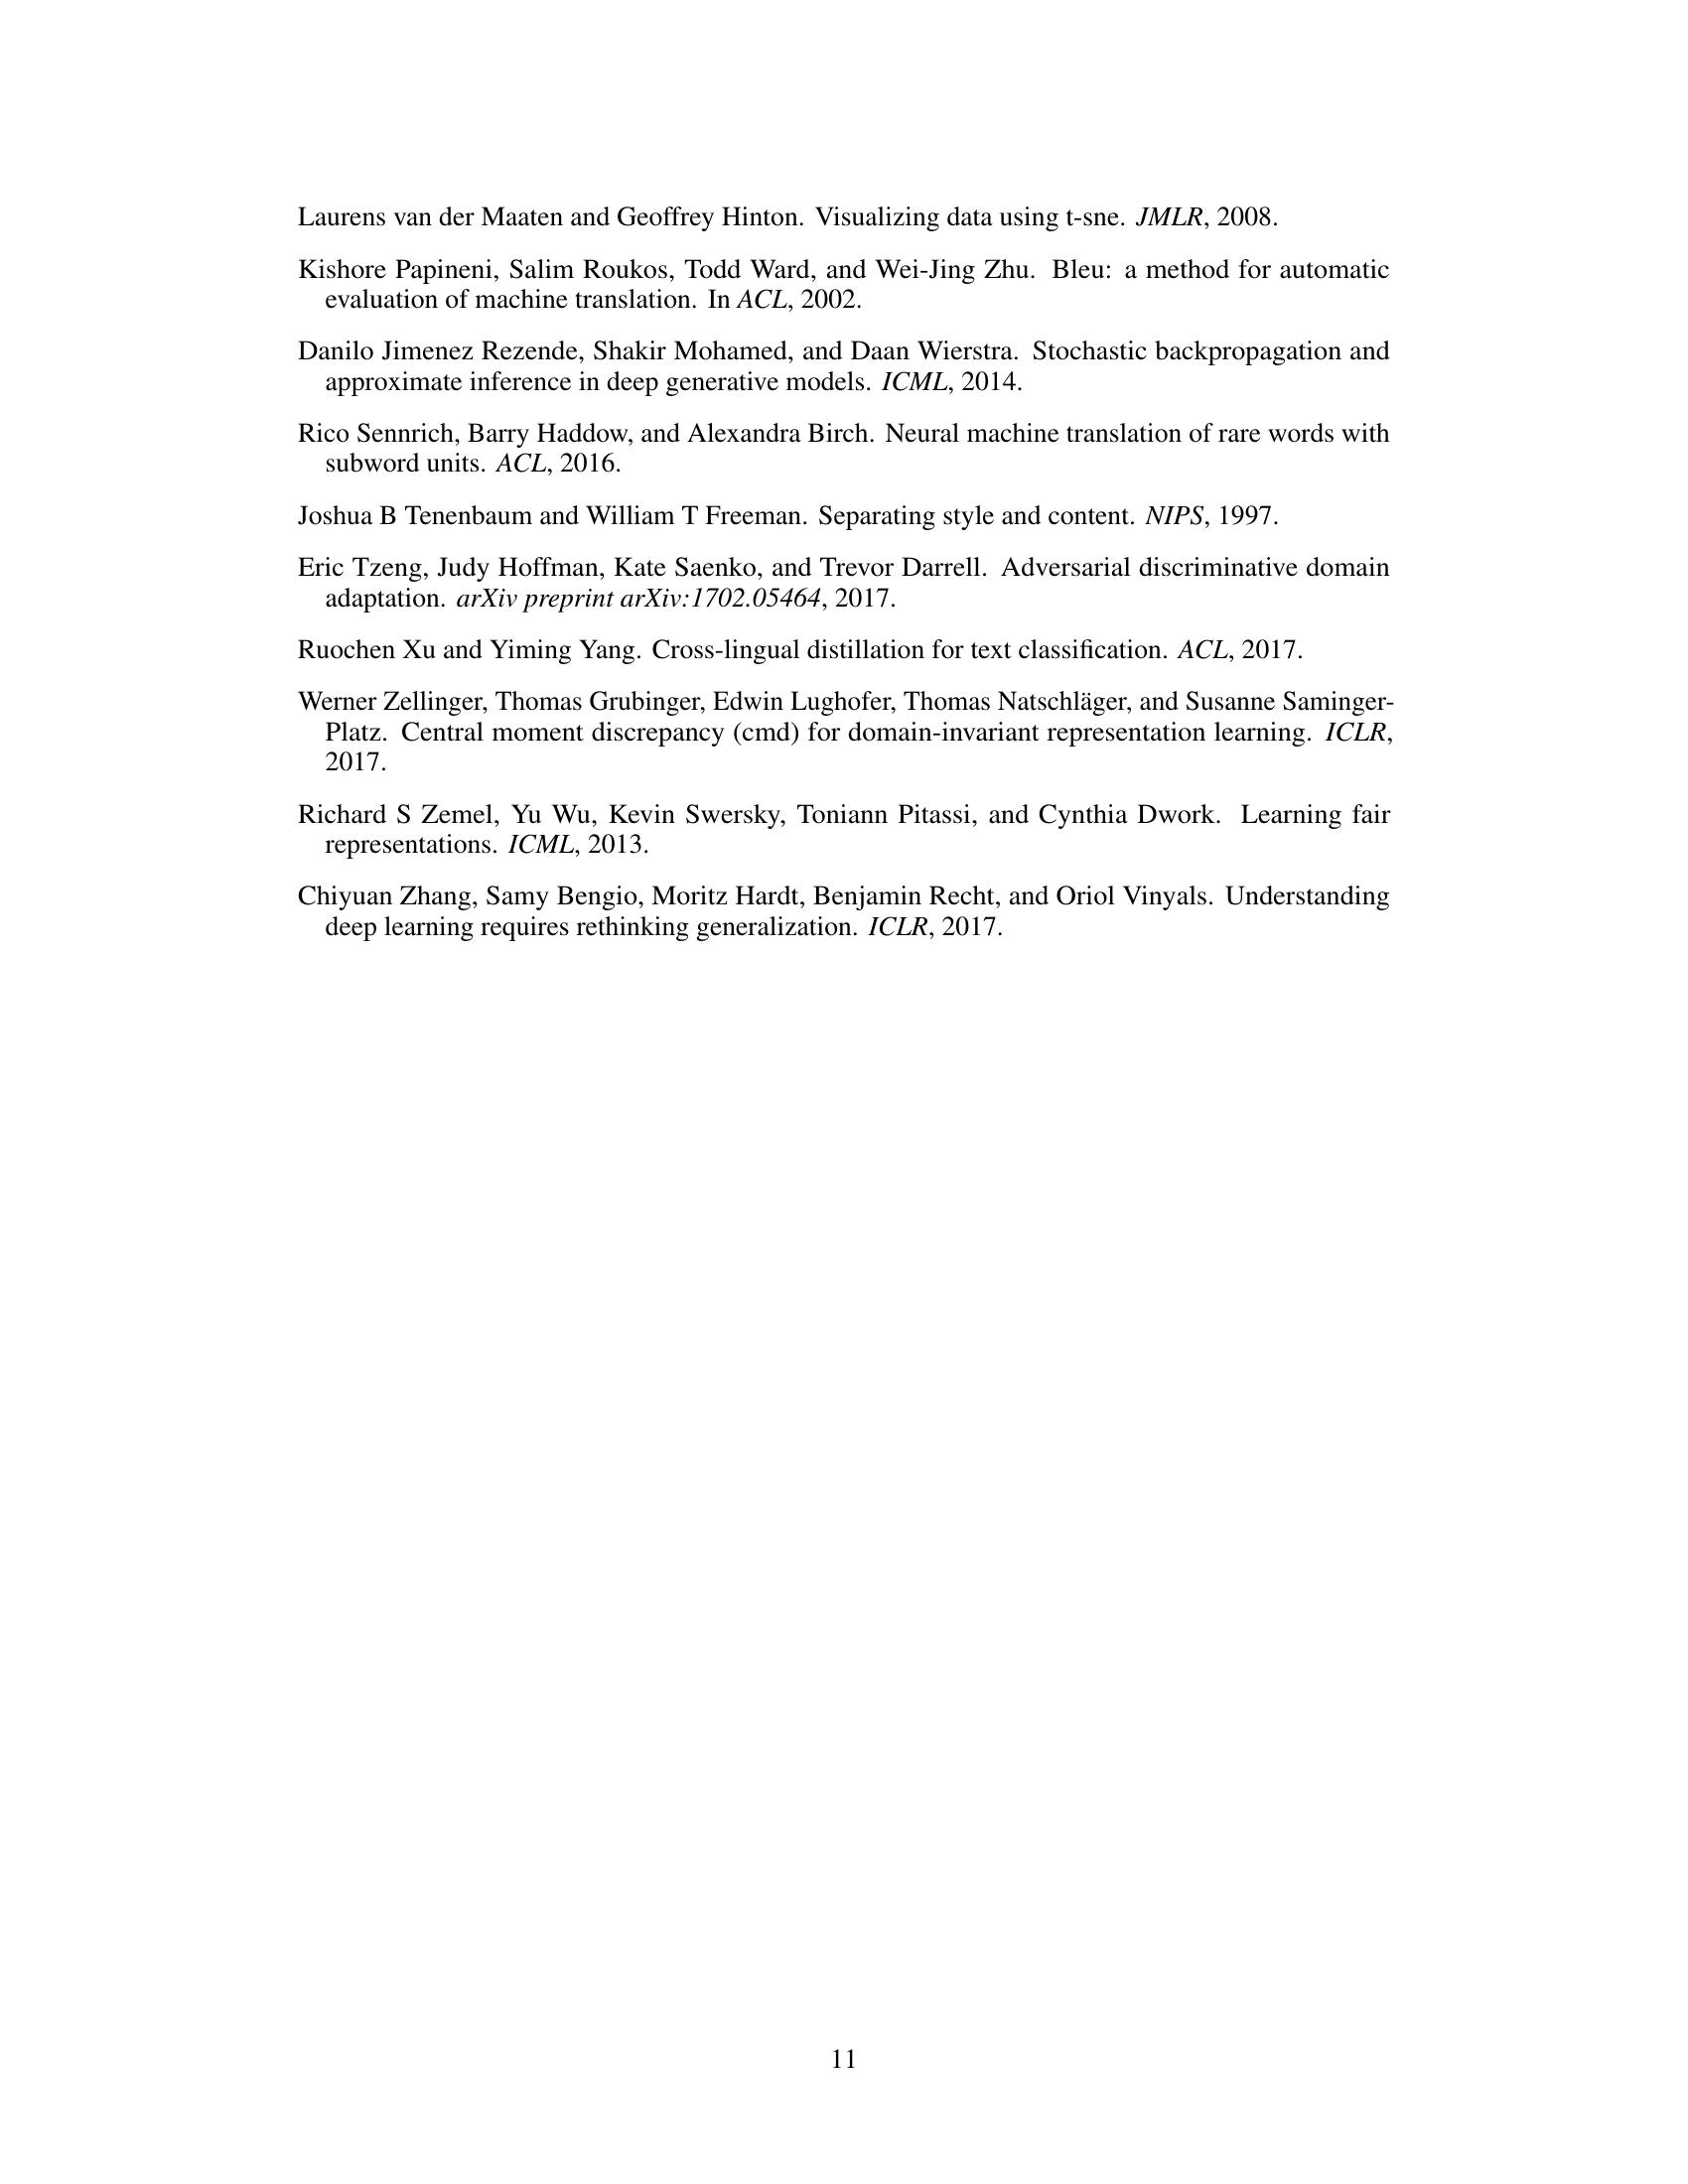 Laurens van der Maaten and Geoffrey Hinton. Visualizing data using t-sne. JMLR, 2008.
Kishore Papineni, Salim Roukos, Todd Ward, and Wei-Jing Zhu. Bleu: a method for automatic
evaluation of machine translation. In ACL, 2002.
Danilo Jimenez Rezende, Shakir Mohamed, and Daan Wierstra. Stochastic backpropagation and
approximate inference in deep generative models. ICML, 2014.
Rico Sennrich, Barry Haddow, and Alexandra Birch. Neural machine translation of rare words with
subword units. ACL, 2016.
Joshua B Tenenbaum and William T Freeman. Separating style and content. NIPS, 1997.
Eric Tzeng, Judy Hoffman, Kate Saenko, and Trevor Darrell. Adversarial discriminative domain
adaptation. arXiv preprint arXiv:1702.05464, 2017.
Ruochen Xu and Yiming Yang. Cross-lingual distillation for text classification. ACL, 2017.
Werner Zellinger, Thomas Grubinger, Edwin Lughofer, Thomas Natschläger, and Susanne Saminger-
Platz. Central moment discrepancy (cmd) for domain-invariant representation learning. ICLR,
2017.
Richard S Zemel, Yu Wu, Kevin Swersky, Toniann Pitassi, and Cynthia Dwork. Learning fair
representations. ICML, 2013.
Chiyuan Zhang, Samy Bengio, Moritz Hardt, Benjamin Recht, and Oriol Vinyals. Understanding
deep learning requires rethinking generalization. ICLR, 2017.
11